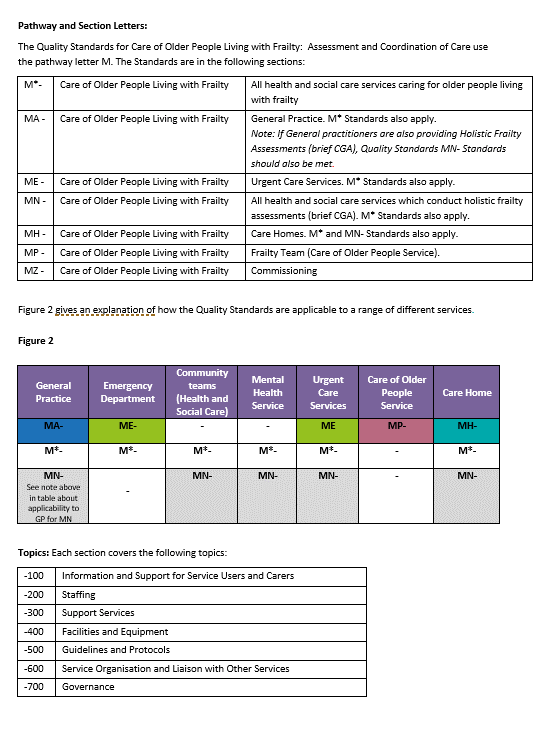 Pathway and Section Letters:
The Quality Standards for Care of Older People Living with Frailty: Assessment and Coordination of Care use
the pathway letter M. The Standards are in the following sections:
M*- Care of Older People Living with Frailty All health and social care services caring for older people living
with frailty
MA - Care of Older People Living with Frailty General Practice. M* Standards also apply.
Note: If General practitioners are also providing Holistic Frailty
Assessments (brief CGA), Quality Standards MN- Standards
should also be met.
ME - Care of Older People Living with Frailty Urgent Care Services. M* Standards also apply.
MN - Care of Older People Living with Frailty All health and social care services which conduct holistic frailty
assessments (brief CGA). M* Standards also apply.
MH - Care of Older People Living with Frailty Care Homes. M* and MN- Standards also apply.
MP - Care of Older People Living with Frailty Frailty Team (Care of Older People Service).
MZ - Care of Older People Living with Frailty Commissioning
Figure 2 gives an explanation of how the Quality Standards are applicable to a range of different services.
Figure 2
General
Practice
Emergency
Department
Community
teams
(Health and
Social Care)
Mental
Health
Service
Urgent
Care
Services
Care of Older
People
Service
Care Home
MA- ME- - - ME MP- MH-
M*- M*- M*- M*- M*- - M*-
MN- - MN- MN- MN- - MN-
See note above
in table about
applicability to
GP for MN
Topics: Each section covers the following topics:
-100 Information and Support for Service Users and Carers
-200 Staffing
-300 Support Services
-400 Facilities and Equipment
-500 Guidelines and Protocols
-600 Service Organisation and Liaison with Other Services
-700 Governance